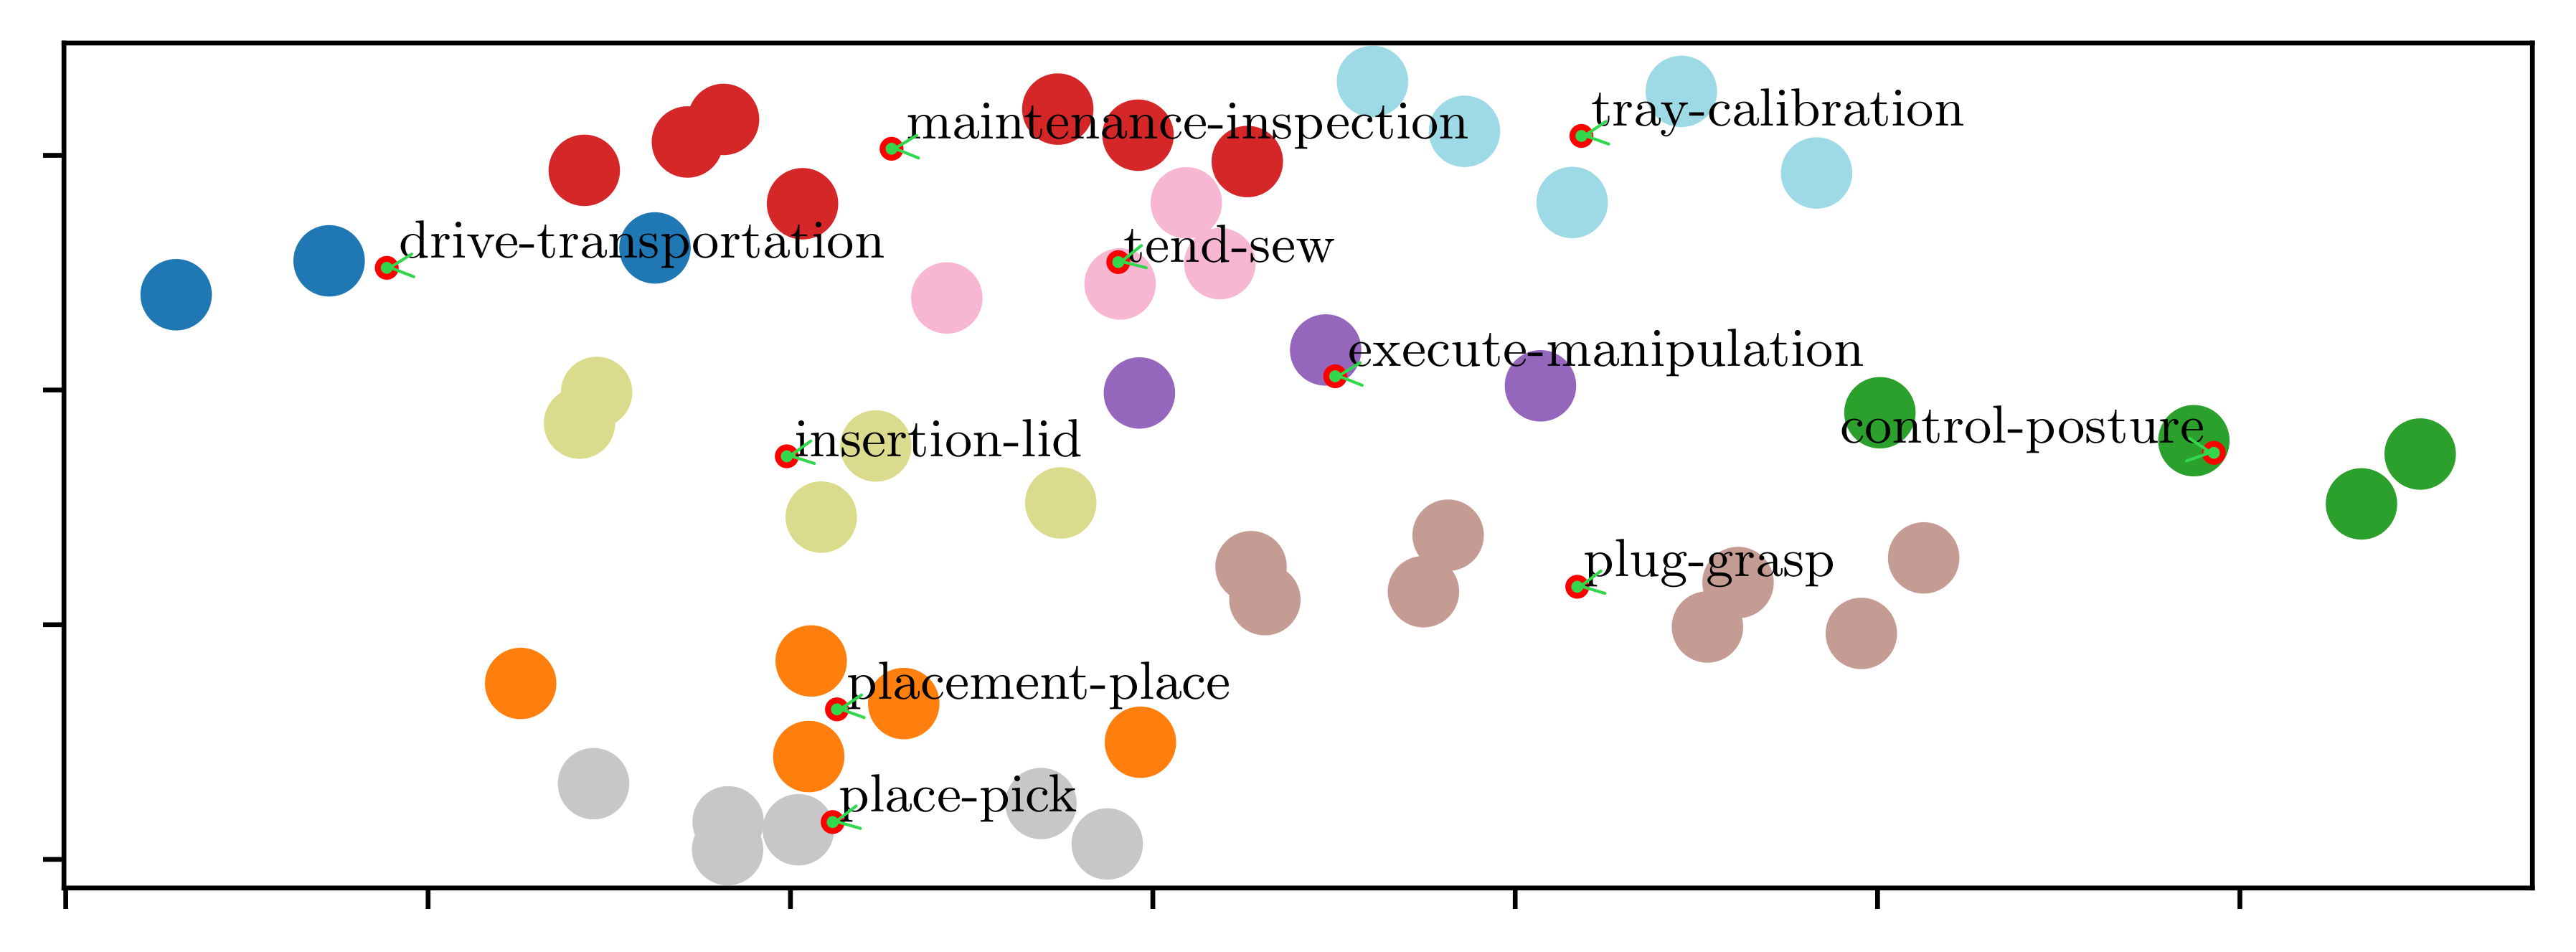 maintenance-inspection
tray-calibration
drive-transportation
tend-sew
execute-manipulation
insertion-lid
control-posture
plug-grasp
placement-place
place-pick